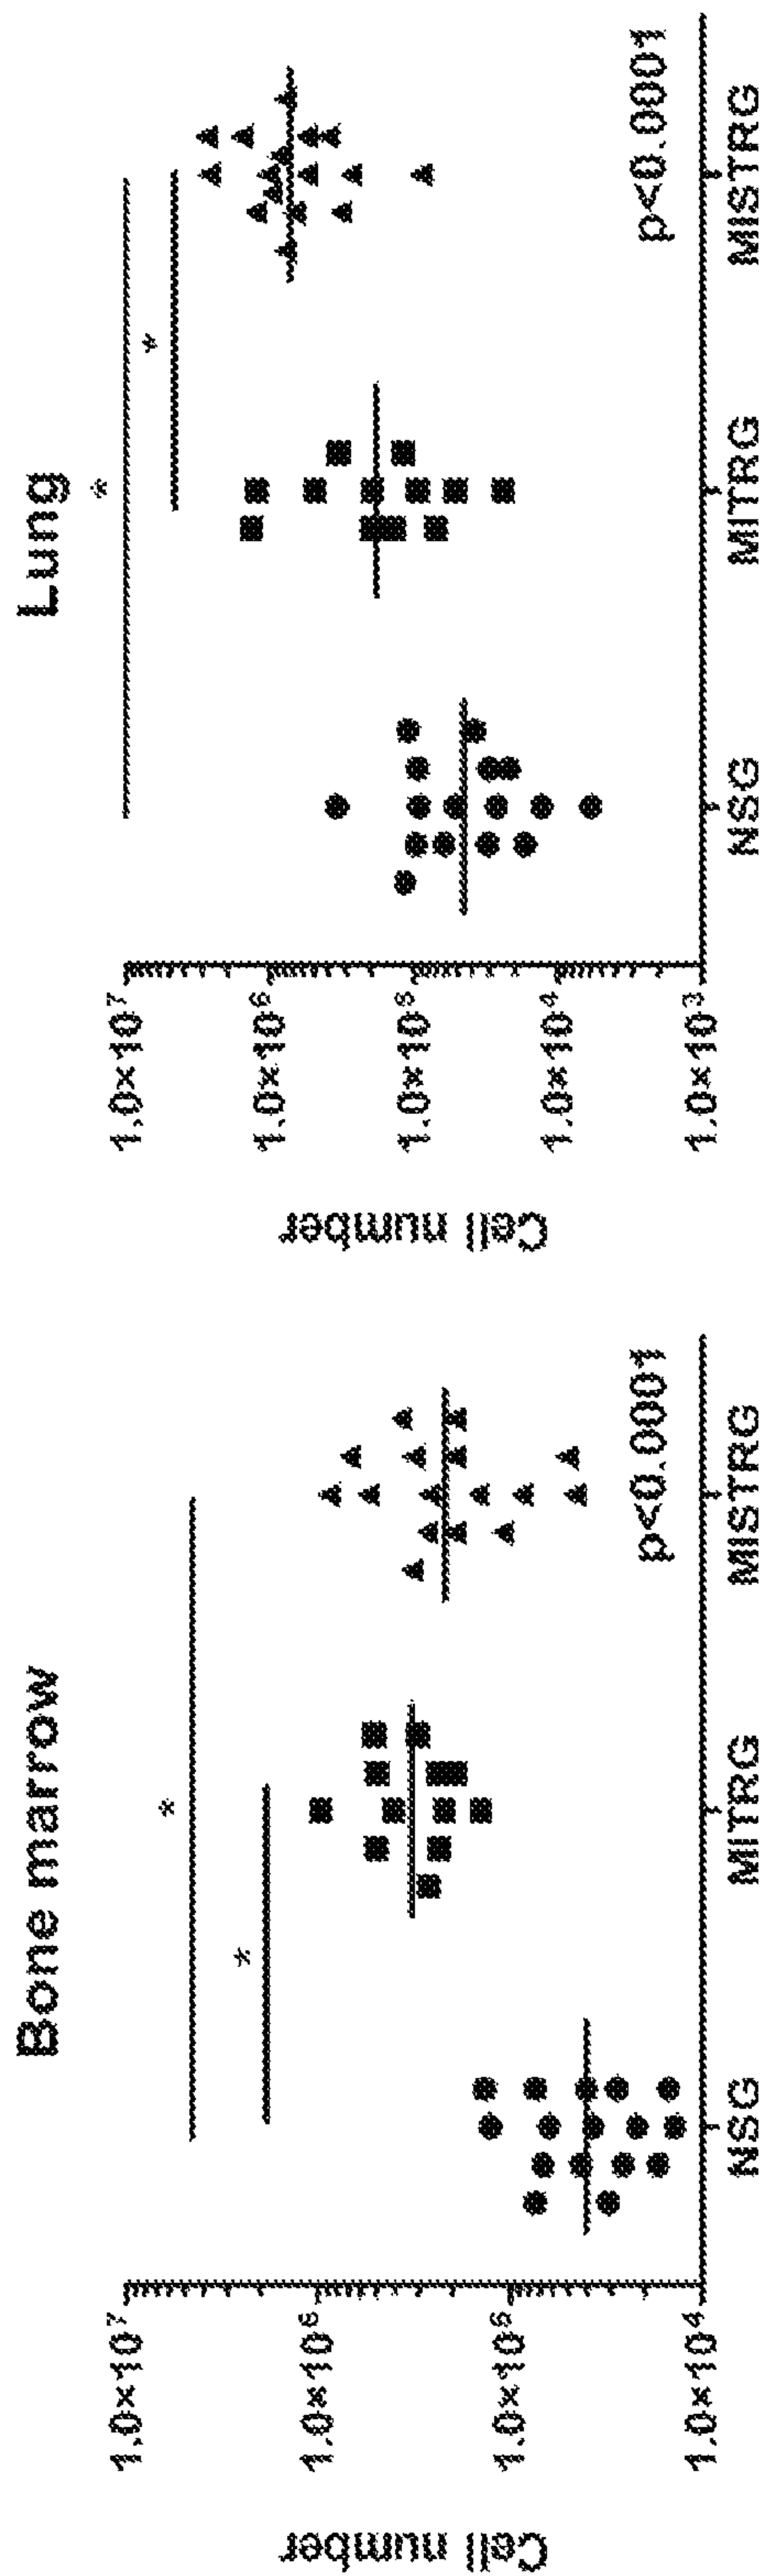 Bone marrow
Cell number
1.0×10⁷
1.0×10⁶
1.0×10⁵
1.0×10⁴
*
*
p<0.0001
NSG
MITRG
MISTRG
Lung
Cell number
1.0×10⁷
1.0×10⁶
1.0×10⁵
1.0×10⁴
1.0×10³
*
*
p<0.0001
NSG
MITRG
MISTRG